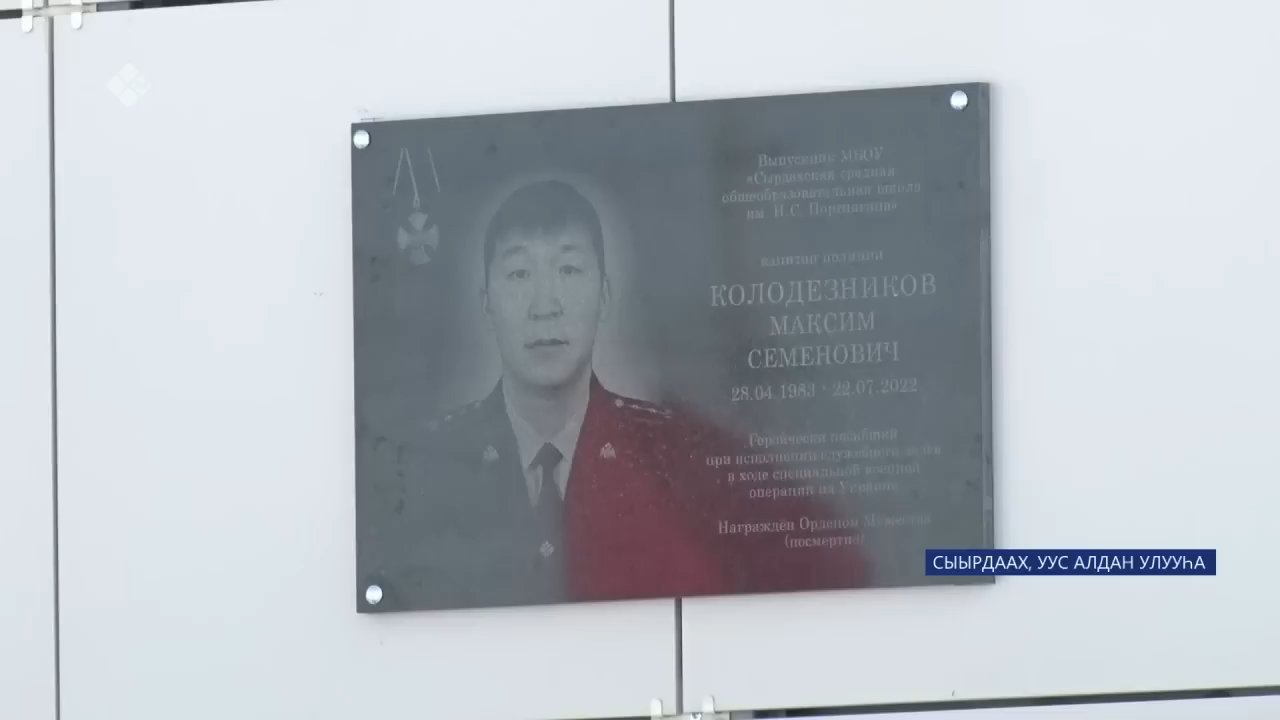 Выпускник МБОУ
«Сырдахская средняя
общеобразовательная школа
им. И.С. Портнягина»
капитан полиции
КОЛОДЕЗНИКОВ
МАКСИМ
СЕМЕНОВИЧ
28.04.1983 - 22.07.2022
Героически погибший
при исполнении служебного долга
в ходе специальной военной
операции на Украине
Награждён Орденом Мужества
(посмертно)
СЫЫРДААХ, УУС АЛДАН УЛУУҺА